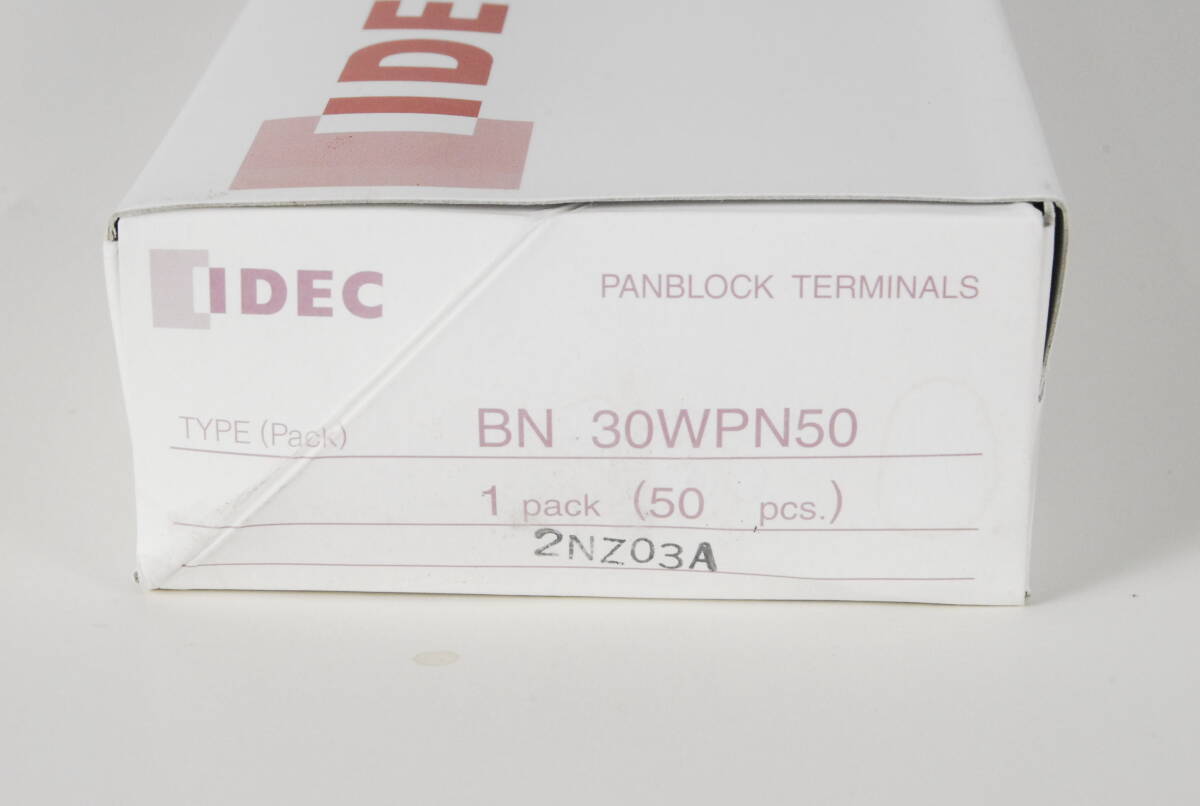 IDE
IDEC
PANBLOCK TERMINALS
TYPE (Pack)
BN 30WPN50
1 pack (50 pcs.)
2NZ03A